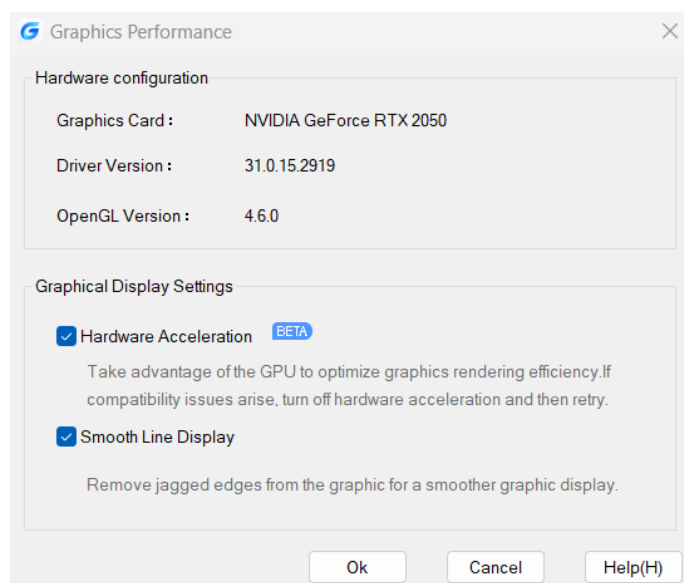 Graphics Performance
Hardware configuration
Graphics Card : NVIDIA GeForce RTX 2050
Driver Version : 31.0.15.2919
OpenGL Version : 4.6.0
Graphical Display Settings
Hardware Acceleration BETA
Take advantage of the GPU to optimize graphics rendering efficiency.If
compatibility issues arise, turn off hardware acceleration and then retry.
Smooth Line Display
Remove jagged edges from the graphic for a smoother graphic display.
Ok Cancel Help(H)